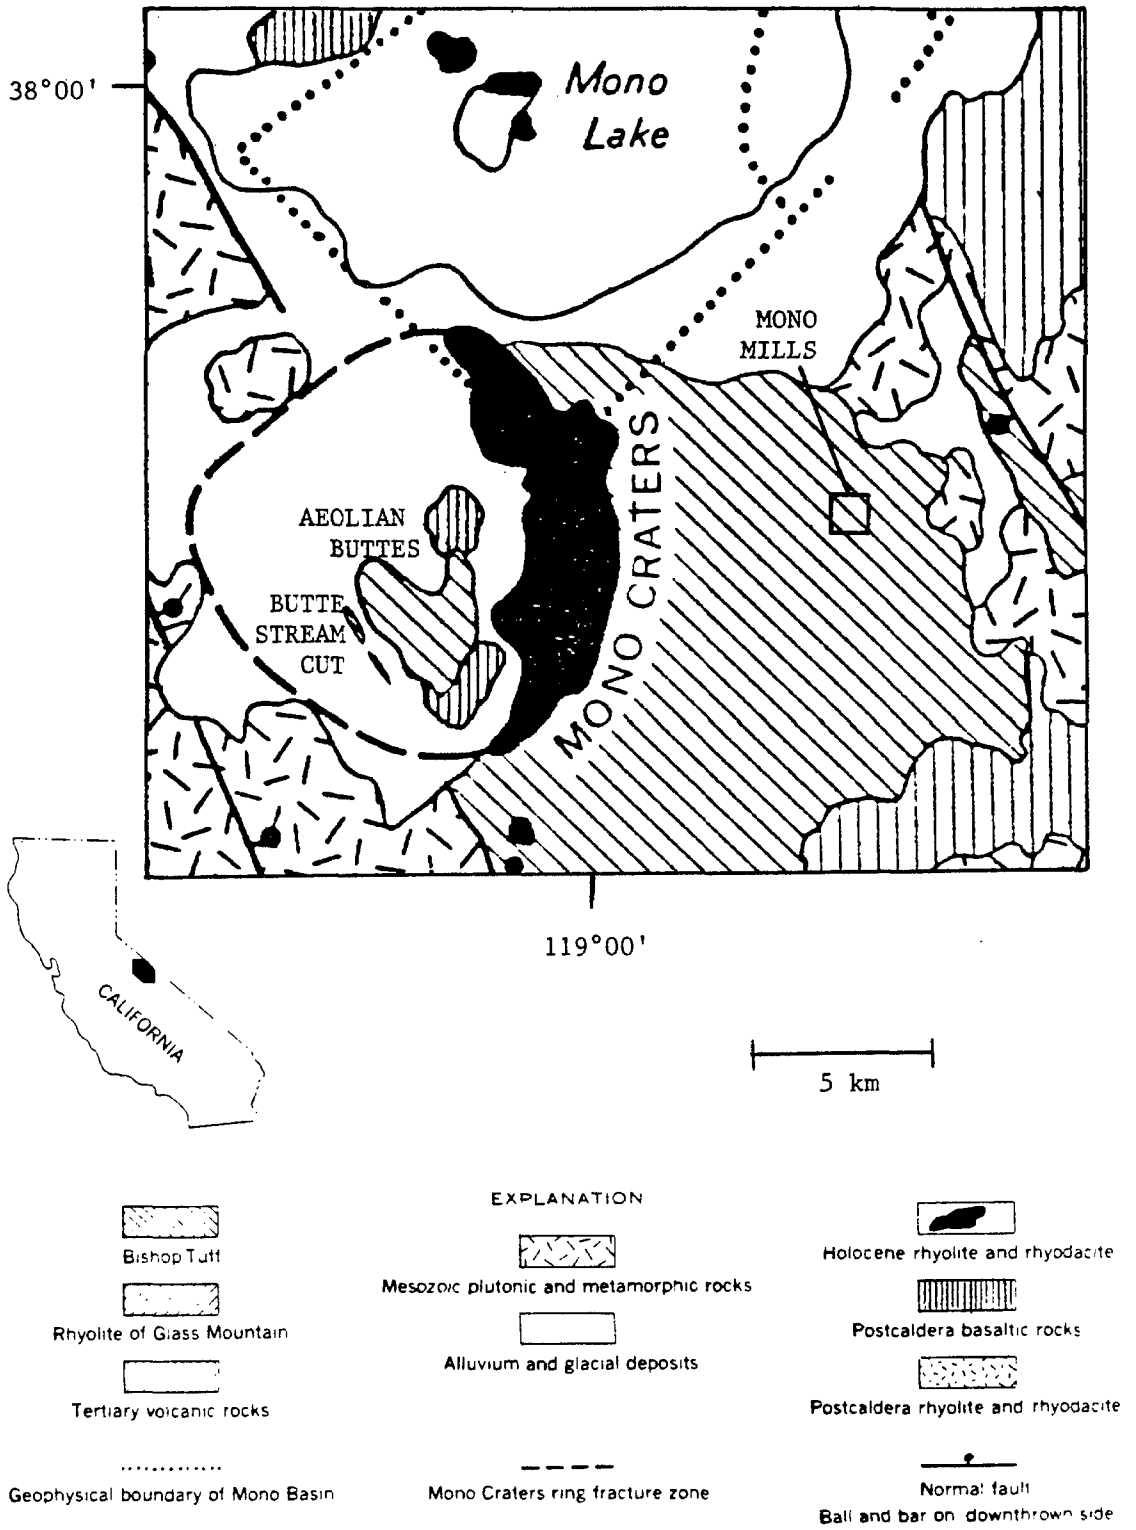 38°00'
Mono
Lake
MONO
MILLS
MONO CRATERS
AEOLIAN
BUTTES
BUTTE
STREAM
CUT
119°00'
CALIFORNIA
5 km
EXPLANATION
Bishop Tuff
Rhyolite of Glass Mountain
Tertiary volcanic rocks
Geophysical boundary of Mono Basin
Mesozoic plutonic and metamorphic rocks
Alluvium and glacial deposits
Mono Craters ring fracture zone
Holocene rhyolite and rhyodacite
Postcaldera basaltic rocks
Postcaldera rhyolite and rhyodacite
Normal fault
Ball and bar on downthrown side